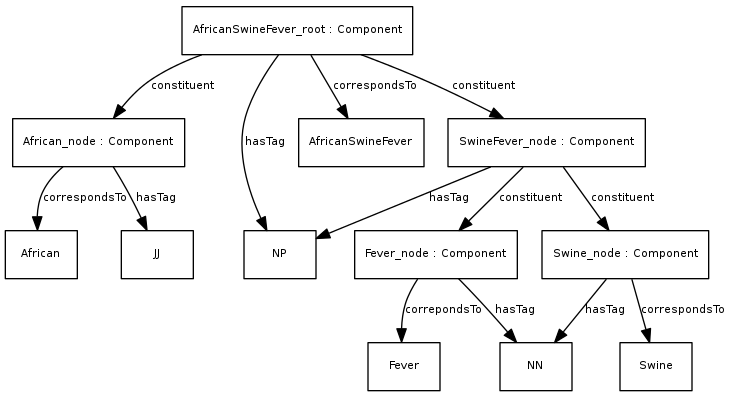 AfricanSwineFever_root : Component
constituent
correspondsTo
constituent
hasTag
African_node : Component
AfricanSwineFever
SwineFever_node : Component
correspondsTo
hasTag
hasTag
constituent
constituent
African
JJ
NP
Fever_node : Component
Swine_node : Component
correpondsTo
hasTag
hasTag
correspondsTo
Fever
NN
Swine